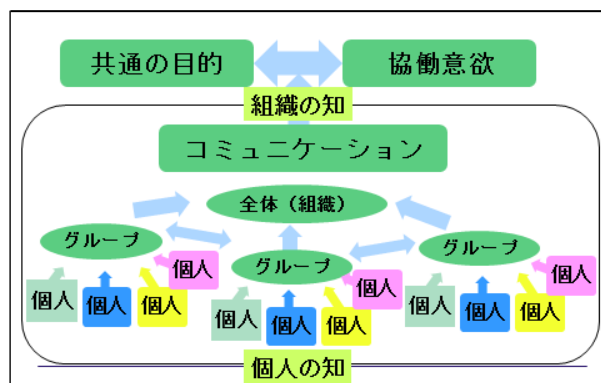 共通の目的
協働意欲
組織の知
コミュニケーション
全体（組織）
グループ
グループ
グループ
個人
個人
個人
個人
個人
個人
個人
個人
個人
個人
個人
個人
個人の知